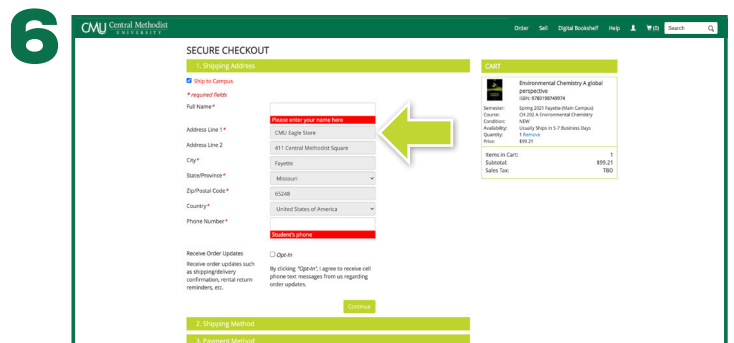 6
CMU Central Methodist
UNIVERSITY
Order Sell Digital Bookshelf Help (0) Search
SECURE CHECKOUT
1. Shipping Address
Ship to Campus
* required fields
Full Name*
Please enter your name here
Address Line 1*
CMU Eagle Store
Address Line 2
411 Central Methodist Square
City*
Fayette
State/Province*
Missouri
Zip/Postal Code*
65248
Country*
United States of America
Phone Number*
Student's phone
Receive Order Updates
Receive order updates such
as shipping/delivery
confirmation, rental return
reminders, etc.
Opt-In
By clicking "Opt-In", I agree to receive cell
phone text messages from us regarding
order updates.
Continue
2. Shipping Method
3. Payment Method
CART
Environmental Chemistry A global
perspective
ISBN: 9780198749974
Semester: Spring 2021 Fayette (Main Campus)
Course: CH 202 A Environmental Chemistry
Condition: NEW
Availability: Usually Ships in 5-7 Business Days
Quantity: 1 Remove
Price: $99.21
Items in Cart: 1
Subtotal: $99.21
Sales Tax: TBD